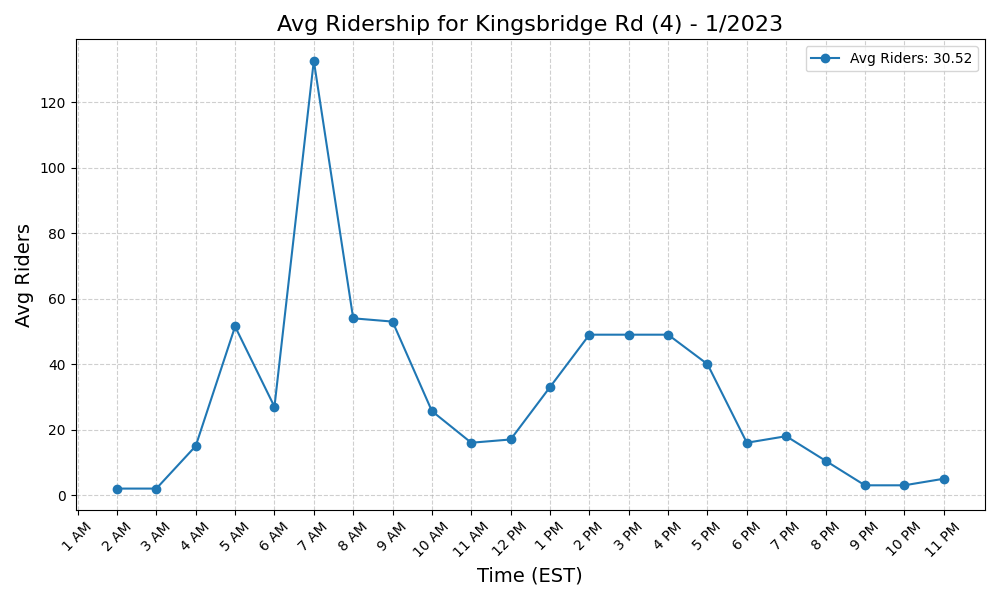 Avg Ridership for Kingsbridge Rd (4) - 1/2023
Avg Riders: 30.52
Avg Riders
120
100
80
60
40
20
0
1 AM
2 AM
3 AM
4 AM
5 AM
6 AM
7 AM
8 AM
9 AM
10 AM
11 AM
12 PM
1 PM
2 PM
3 PM
4 PM
5 PM
6 PM
7 PM
8 PM
9 PM
10 PM
11 PM
Time (EST)